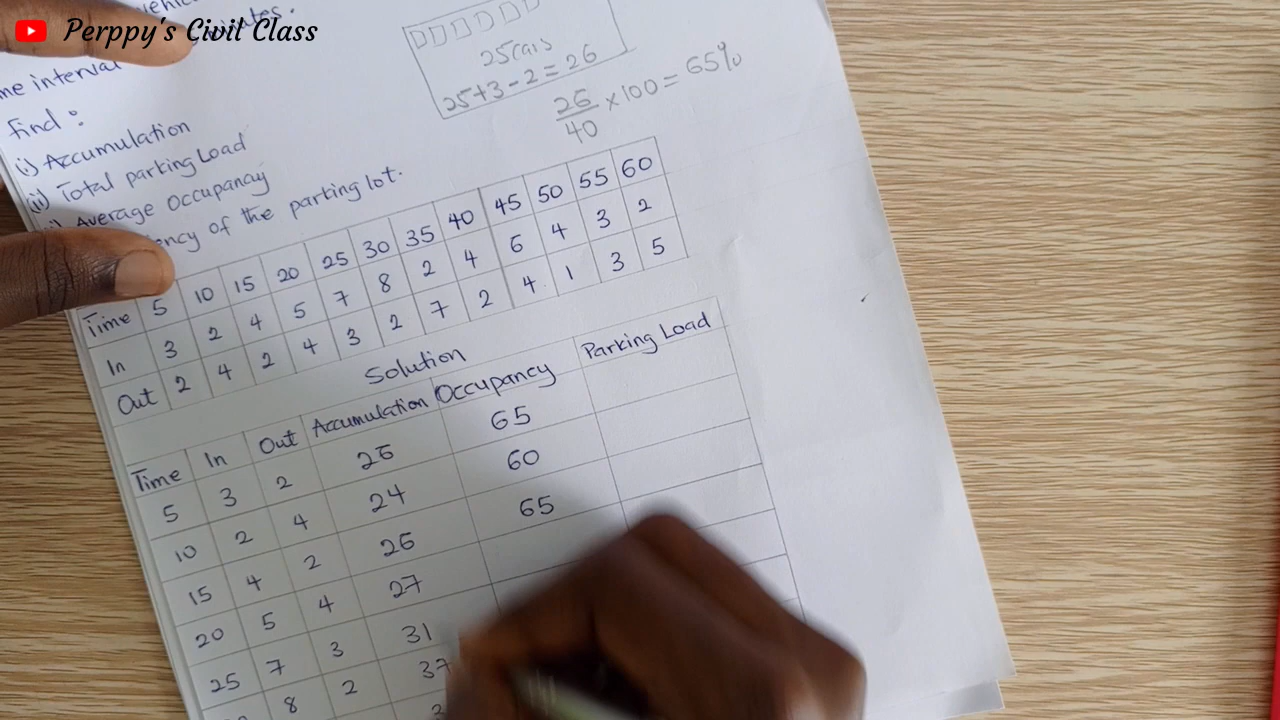 Perppy's Civil Class
25cars
25+3-2=26
26/40 ×100= 65%
me interval
Find:
(i) Accumulation
(ii) Total parking Load
Average Occupancy
ency of the parking lot.
Time 5 10 15 20 25 30 35 40 45 50 55 60
In 3 2 4 5 7 8 2 4 6 4 3 2
Out 2 4 2 4 3 2 7 2 4 1 3 5
Solution
Time In Out Accumulation Occupancy Parking Load
5 3 2 26 65
10 2 4 24 60
15 4 2 26 65
20 5 4 27
25 7 3 31
8 2 37